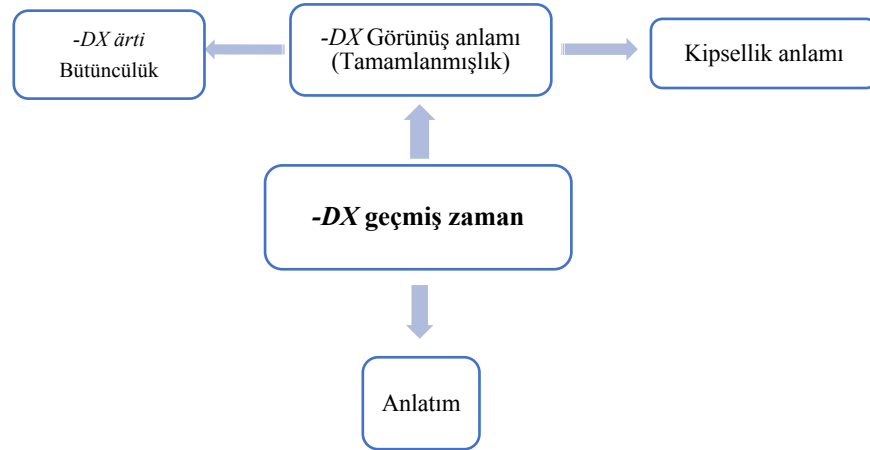 -DX ärti
Bütüncülük
-DX Görünüş anlamı
(Tamamlanmışlık)
Kipsellik anlamı
-DX geçmiş zaman
Anlatım